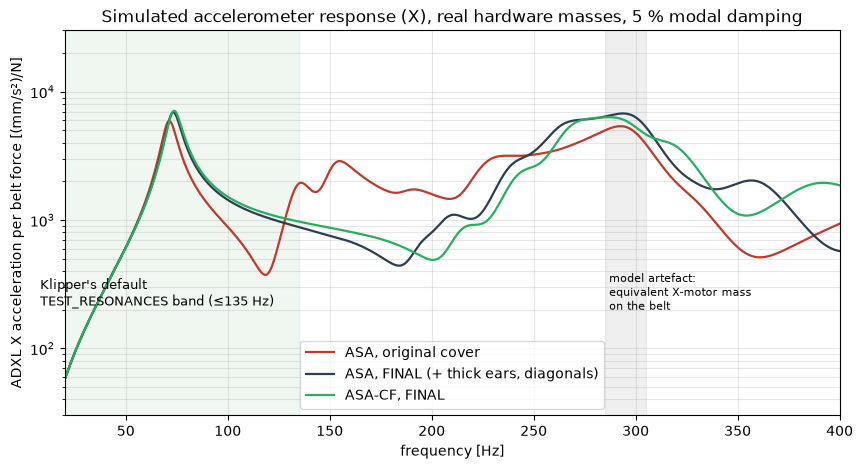 Simulated accelerometer response (X), real hardware masses, 5 % modal damping
ADXL X acceleration per belt force [(mm/s²)/N]
10⁴
10³
10²
Klipper's default
TEST_RESONANCES band (≤135 Hz)
model artefact:
equivalent X-motor mass
on the belt
ASA, original cover
ASA, FINAL (+ thick ears, diagonals)
ASA-CF, FINAL
50
100
150
200
250
300
350
400
frequency [Hz]